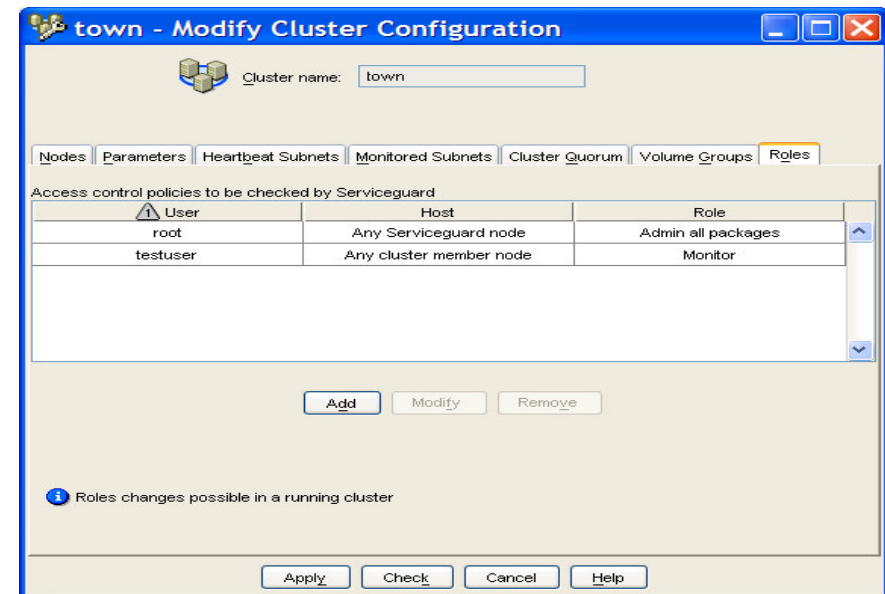 town - Modify Cluster Configuration
Cluster name: town
Nodes Parameters Heartbeat Subnets Monitored Subnets Cluster Quorum Volume Groups Roles
Access control policies to be checked by Serviceguard
1 User Host Role
root Any Serviceguard node Admin all packages
testuser Any cluster member node Monitor
Add Modify Remove
Roles changes possible in a running cluster
Apply Check Cancel Help